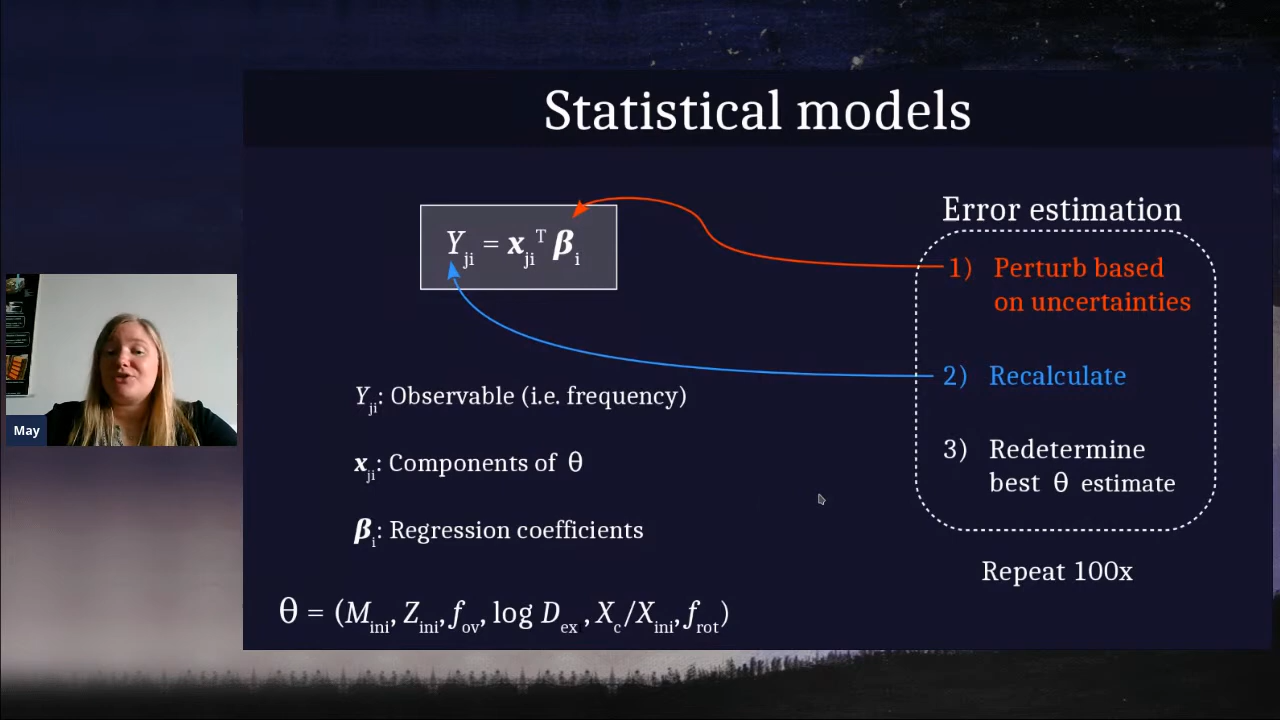 Statistical models
Y_ji = x_ji^T β_i
Error estimation
1) Perturb based
on uncertainties
2) Recalculate
3) Redetermine
best θ estimate
Repeat 100x
Y_ji: Observable (i.e. frequency)
x_ji: Components of θ
β_i: Regression coefficients
θ = (M_ini, Z_ini, f_ov, log D_ex, X_c/X_ini, f_rot)
May